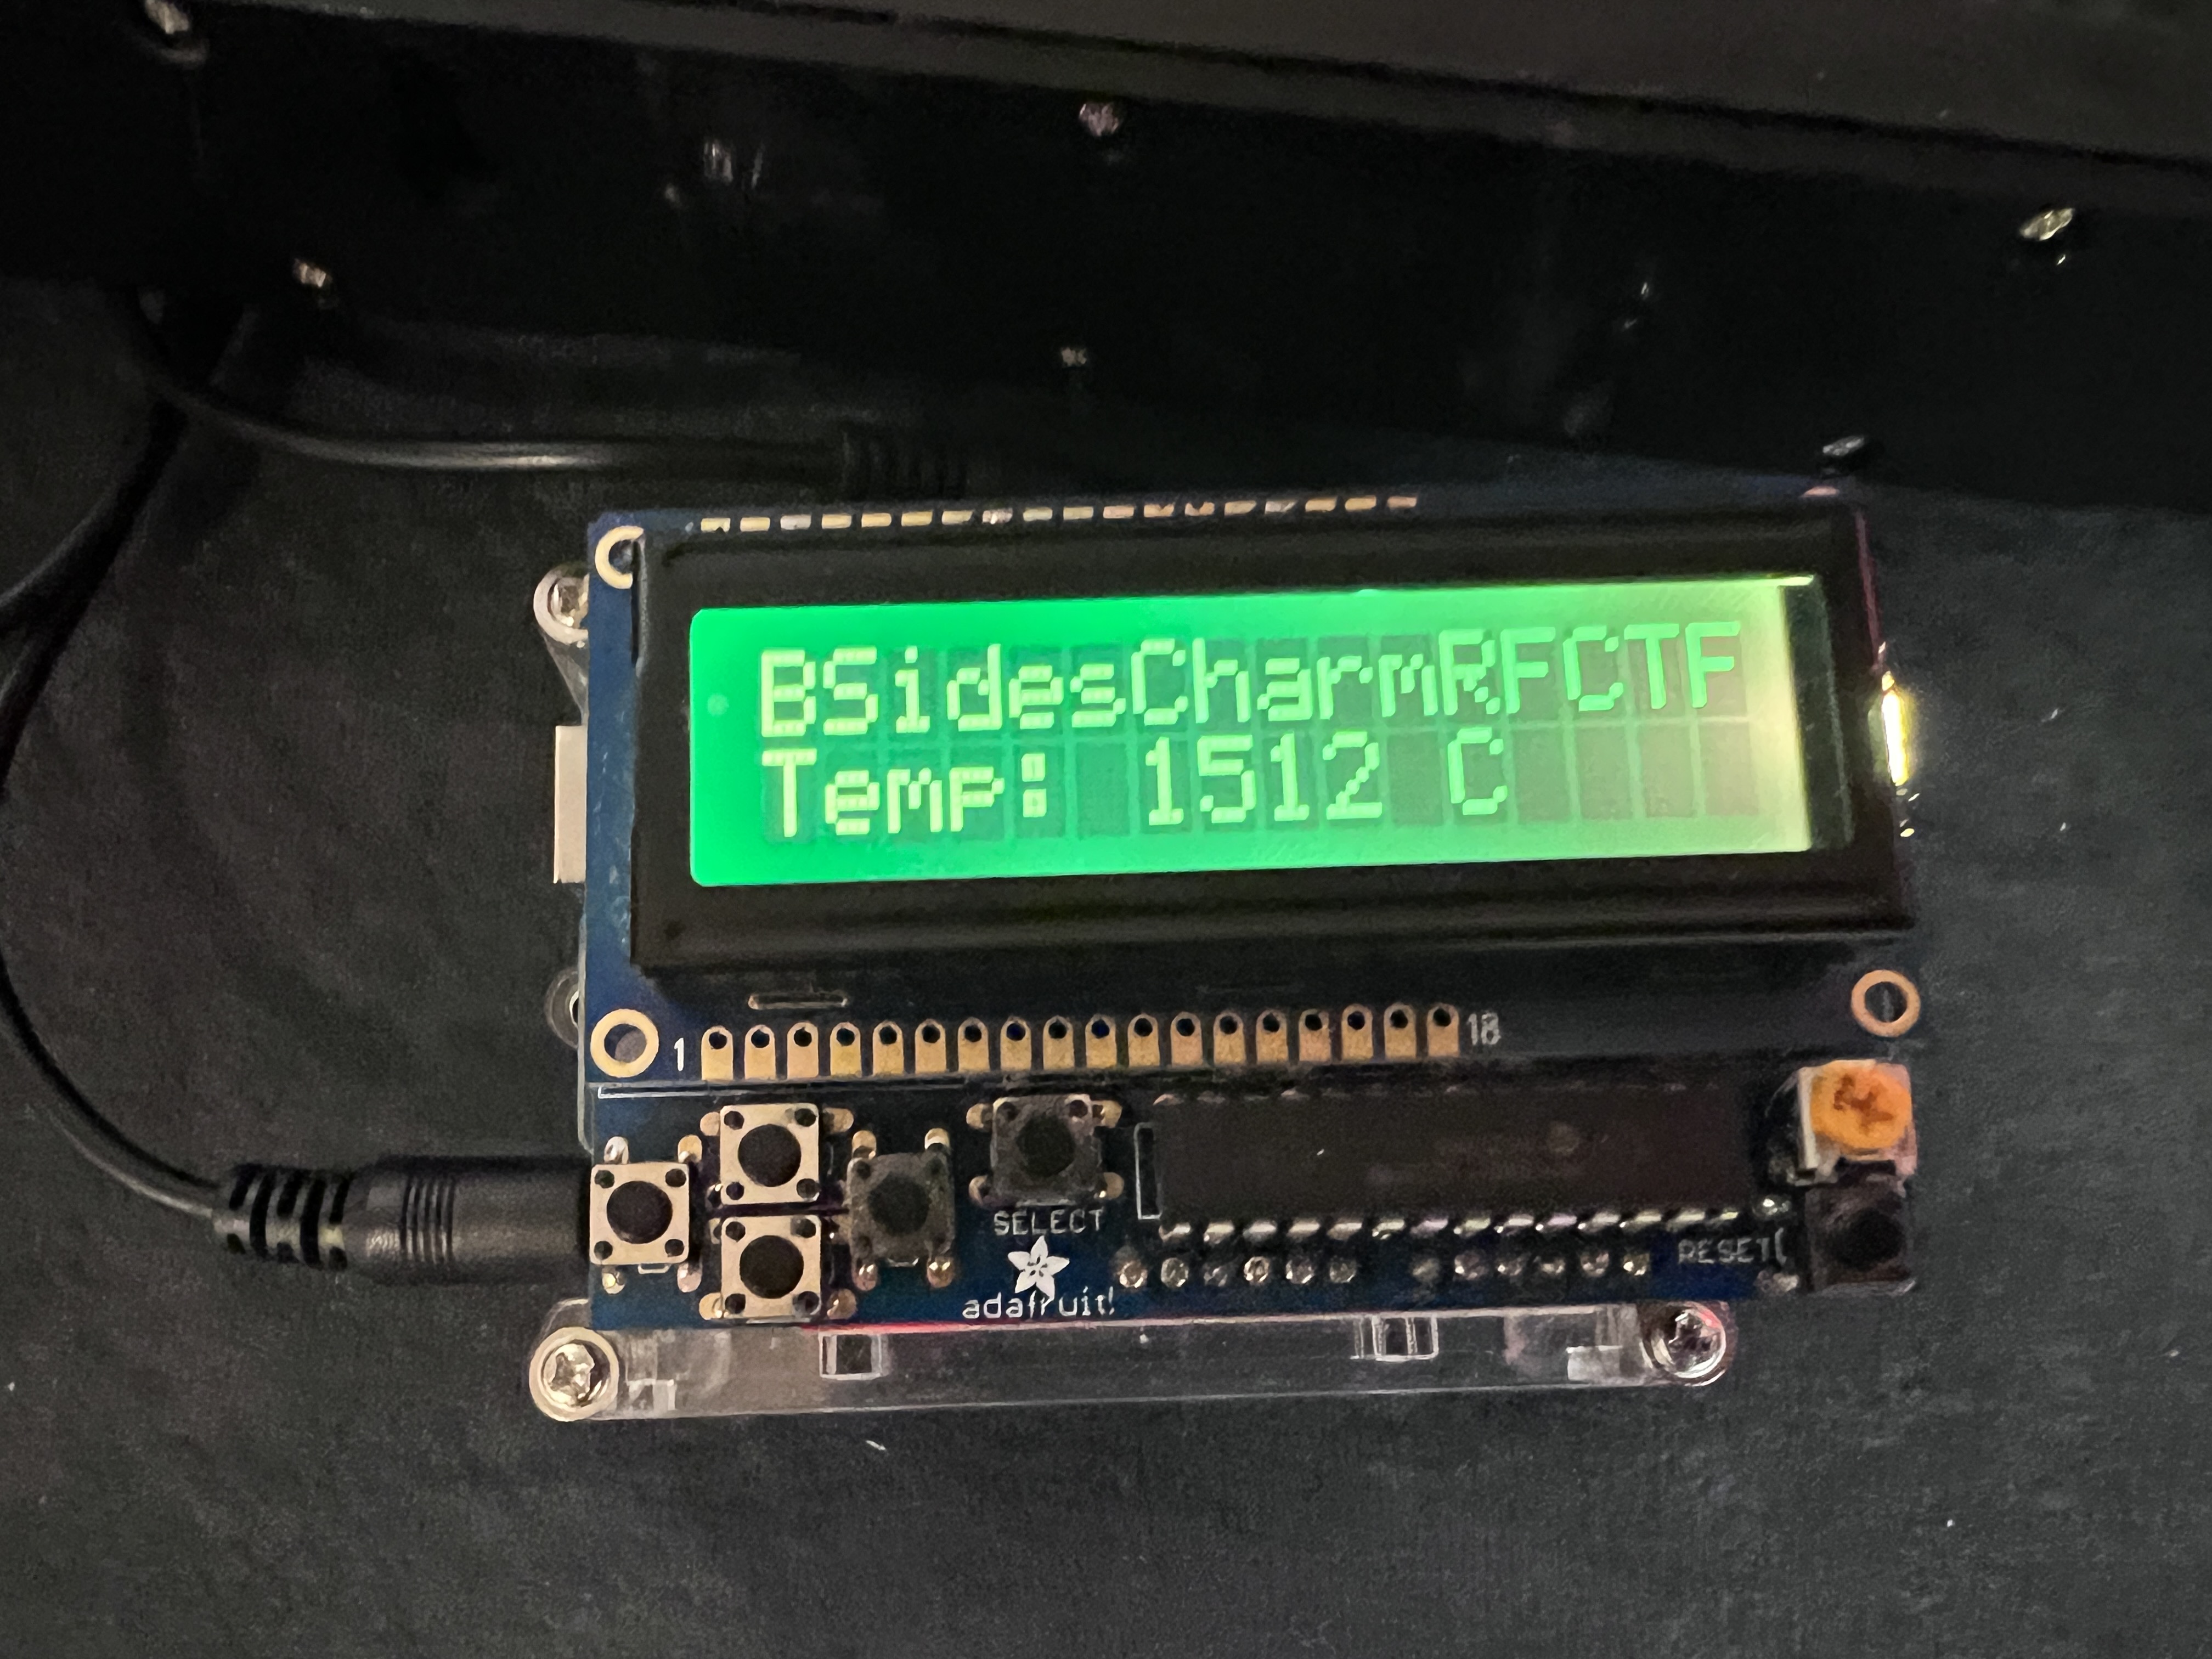 BSidesCharmRFCTF
Temp: 1512 C
1 18
SELECT
RESET
adafruit!